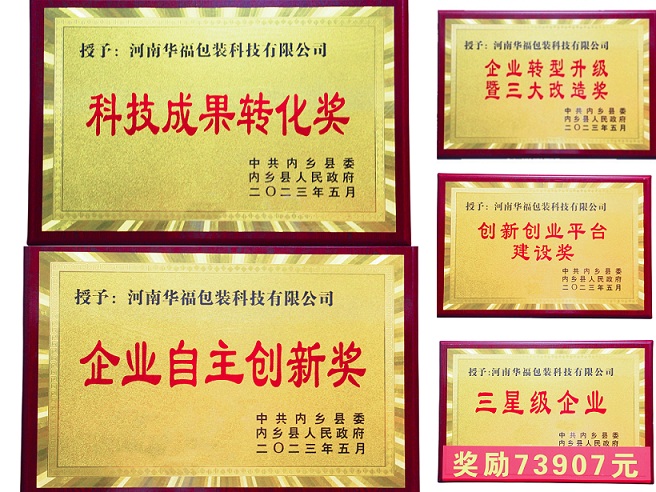 授予：河南华福包装科技有限公司
科技成果转化奖
中共内乡县委
内乡县人民政府
二〇二三年五月
授予：河南华福包装科技有限公司
企业自主创新奖
中共内乡县委
内乡县人民政府
二〇二三年五月
授予：河南华福包装科技有限公司
企业转型升级
暨三大改造奖
中共内乡县委
内乡县人民政府
二〇二三年五月
授予：河南华福包装科技有限公司
创新创业平台
建设奖
中共内乡县委
内乡县人民政府
二〇二三年五月
授予:河南华福包装科技有限公司
三星级企业
中共内乡县委
奖励73907元